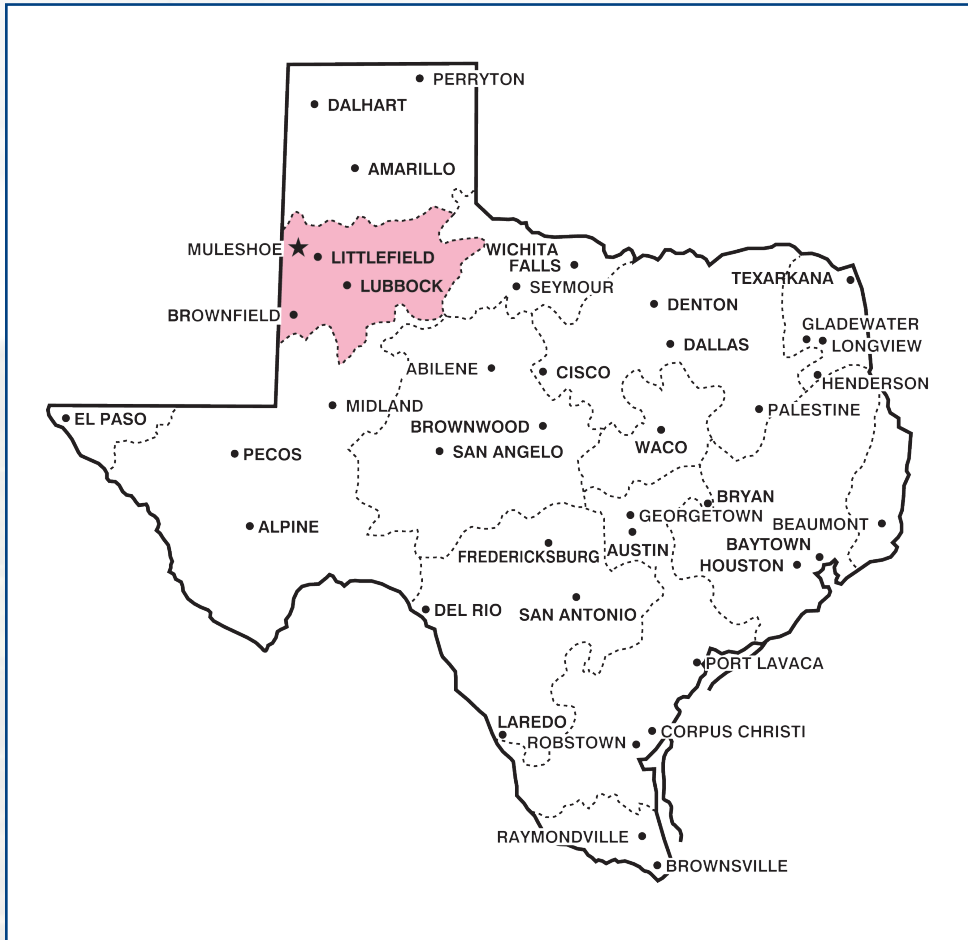 PERRYTON
DALHART
AMARILLO
MULESHOE
LITTLEFIELD
LUBBOCK
BROWNFIELD
WICHITA
FALLS
SEYMOUR
TEXARKANA
DENTON
GLADEWATER
LONGVIEW
DALLAS
ABILENE
CISCO
HENDERSON
MIDLAND
PALESTINE
EL PASO
BROWNWOOD
WACO
SAN ANGELO
PECOS
BRYAN
GEORGETOWN
BEAUMONT
ALPINE
BAYTOWN
AUSTIN
FREDERICKSBURG
HOUSTON
DEL RIO
SAN ANTONIO
PORT LAVACA
LAREDO
CORPUS CHRISTI
ROBSTOWN
RAYMONDVILLE
BROWNSVILLE